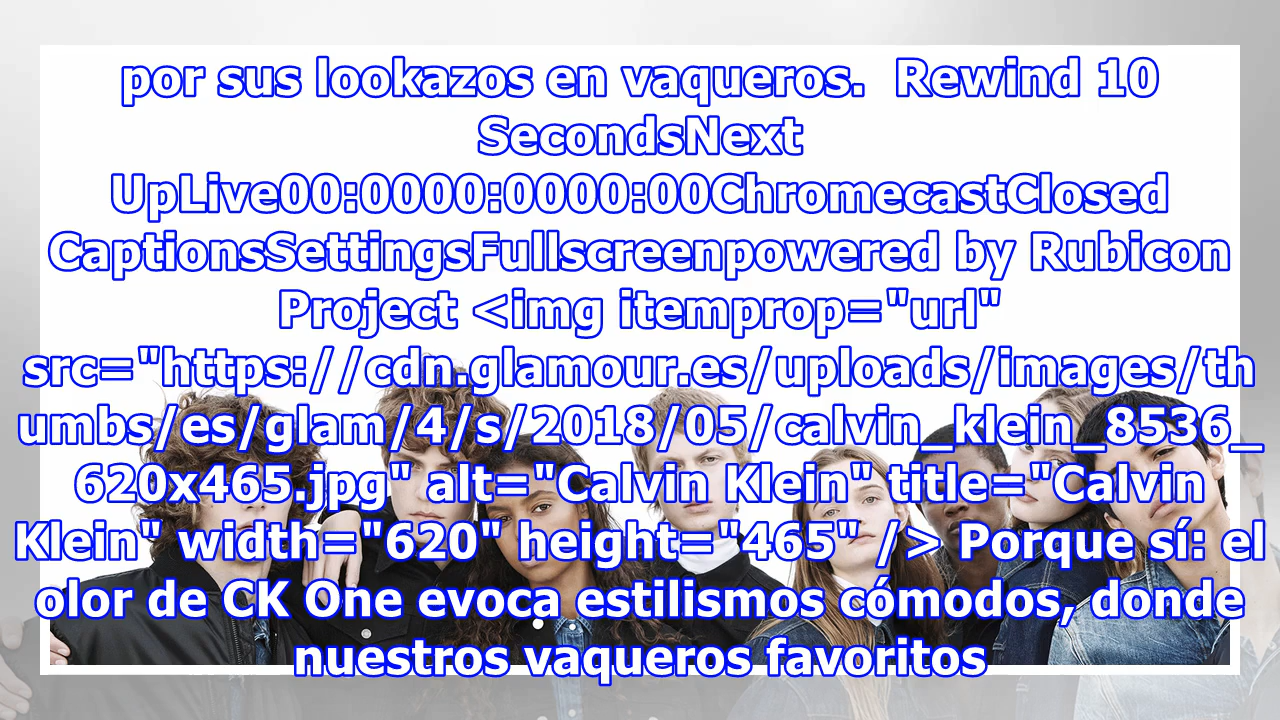 por sus lookazos en vaqueros.  Rewind 10
SecondsNext
UpLive00:0000:0000:00ChromecastClosed
CaptionsSettingsFullscreenpowered by Rubicon
Project <img itemprop="url"
src="https://cdn.glamour.es/uploads/images/th
umbs/es/glam/4/s/2018/05/calvin_klein_8536_
620x465.jpg" alt="Calvin Klein" title="Calvin
Klein" width="620" height="465" /> Porque sí: el
olor de CK One evoca estilismos cómodos, donde
nuestros vaqueros favoritos